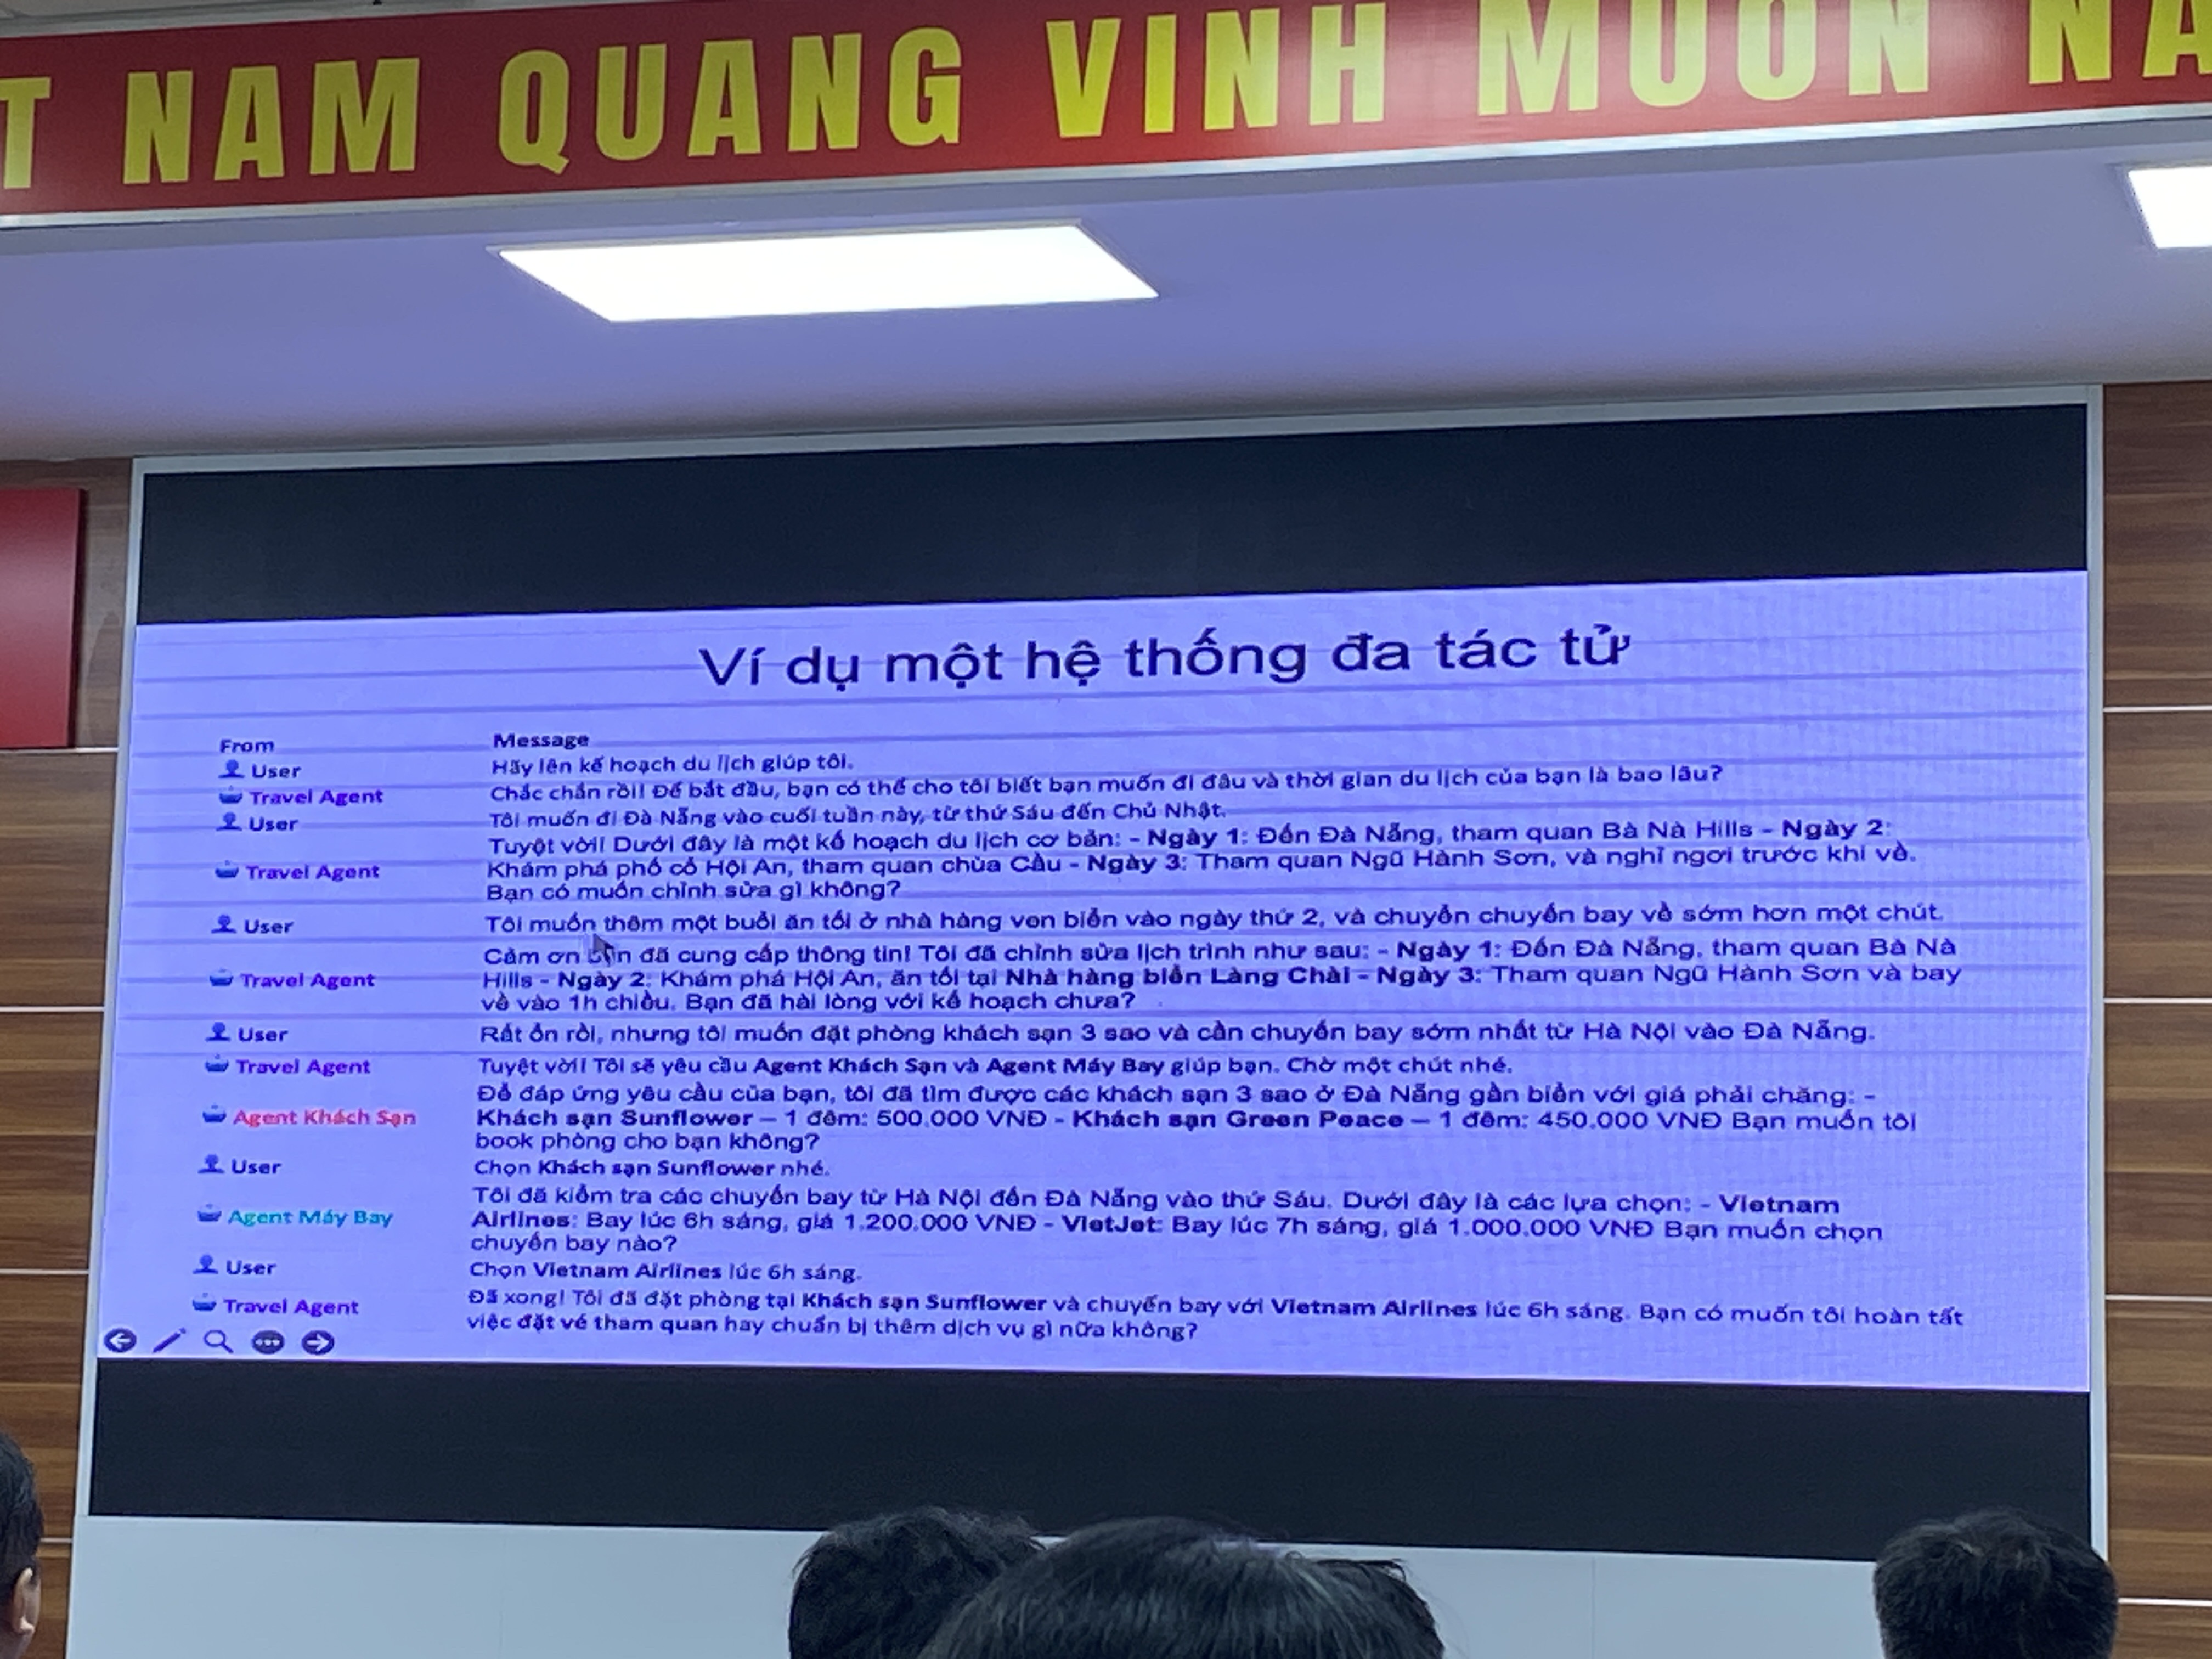 T NAM QUANG VINH MUÔN NĂ
Ví dụ một hệ thống đa tác tử
From Message
User Hãy lên kế hoạch du lịch giúp tôi.
Travel Agent Chắc chắn rồi! Để bắt đầu, bạn có thể cho tôi biết bạn muốn đi đâu và thời gian du lịch của bạn là bao lâu?
User Tôi muốn đi Đà Nẵng vào cuối tuần này, từ thứ Sáu đến Chủ Nhật.
Tuyệt vời! Dưới đây là một kế hoạch du lịch cơ bản: - Ngày 1: Đến Đà Nẵng, tham quan Bà Nà Hills - Ngày 2:
Travel Agent Khám phá phố cổ Hội An, tham quan chùa Cầu - Ngày 3: Tham quan Ngũ Hành Sơn, và nghỉ ngơi trước khi về.
Bạn có muốn chỉnh sửa gì không?
User Tôi muốn thêm một buổi ăn tối ở nhà hàng ven biển vào ngày thứ 2, và chuyển chuyến bay về sớm hơn một chút.
Cảm ơn bạn đã cung cấp thông tin! Tôi đã chỉnh sửa lịch trình như sau: - Ngày 1: Đến Đà Nẵng, tham quan Bà Nà
Travel Agent Hills - Ngày 2: Khám phá Hội An, ăn tối tại Nhà hàng biển Làng Chài - Ngày 3: Tham quan Ngũ Hành Sơn và bay
về vào 1h chiều. Bạn đã hài lòng với kế hoạch chưa?
User Rất ổn rồi, nhưng tôi muốn đặt phòng khách sạn 3 sao và cần chuyến bay sớm nhất từ Hà Nội vào Đà Nẵng.
Travel Agent Tuyệt vời! Tôi sẽ yêu cầu Agent Khách Sạn và Agent Máy Bay giúp bạn. Chờ một chút nhé.
Để đáp ứng yêu cầu của bạn, tôi đã tìm được các khách sạn 3 sao ở Đà Nẵng gần biển với giá phải chăng: -
Agent Khách Sạn Khách sạn Sunflower – 1 đêm: 500.000 VNĐ - Khách sạn Green Peace – 1 đêm: 450.000 VNĐ Bạn muốn tôi
book phòng cho bạn không?
User Chọn Khách sạn Sunflower nhé.
Tôi đã kiểm tra các chuyến bay từ Hà Nội đến Đà Nẵng vào thứ Sáu. Dưới đây là các lựa chọn: - Vietnam
Agent Máy Bay Airlines: Bay lúc 6h sáng, giá 1.200.000 VNĐ - VietJet: Bay lúc 7h sáng, giá 1.000.000 VNĐ Bạn muốn chọn
chuyến bay nào?
User Chọn Vietnam Airlines lúc 6h sáng.
Travel Agent Đã xong! Tôi đã đặt phòng tại Khách sạn Sunflower và chuyến bay với Vietnam Airlines lúc 6h sáng. Bạn có muốn tôi hoàn tất
việc đặt vé tham quan hay chuẩn bị thêm dịch vụ gì nữa không?